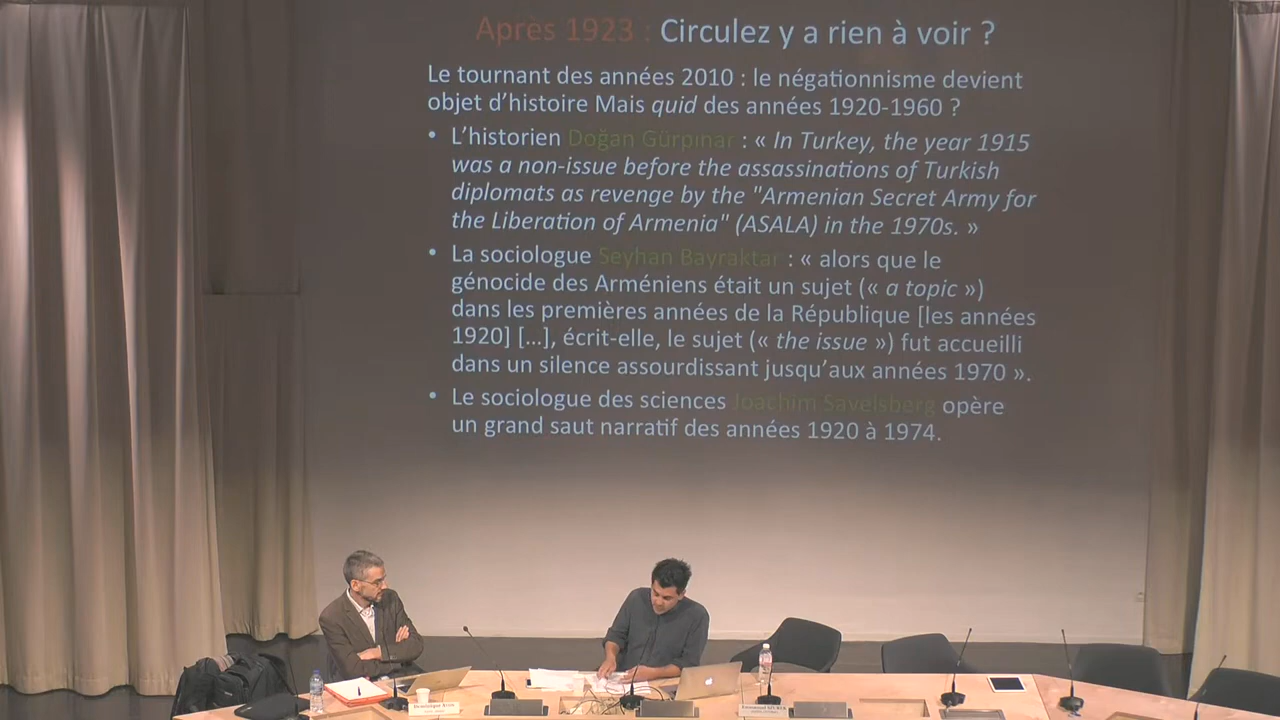 Après 1923 : Circulez y a rien à voir ?
Le tournant des années 2010 : le négationnisme devient
objet d'histoire Mais quid des années 1920-1960 ?
• L'historien Doğan Gürpınar : « In Turkey, the year 1915
was a non-issue before the assassinations of Turkish
diplomats as revenge by the "Armenian Secret Army for
the Liberation of Armenia" (ASALA) in the 1970s. »
• La sociologue Seyhan Bayraktar : « alors que le
génocide des Arméniens était un sujet (« a topic »)
dans les premières années de la République [les années
1920] [...], écrit-elle, le sujet (« the issue ») fut accueilli
dans un silence assourdissant jusqu'aux années 1970 ».
• Le sociologue des sciences Joachim Savelsberg opère
un grand saut narratif des années 1920 à 1974.